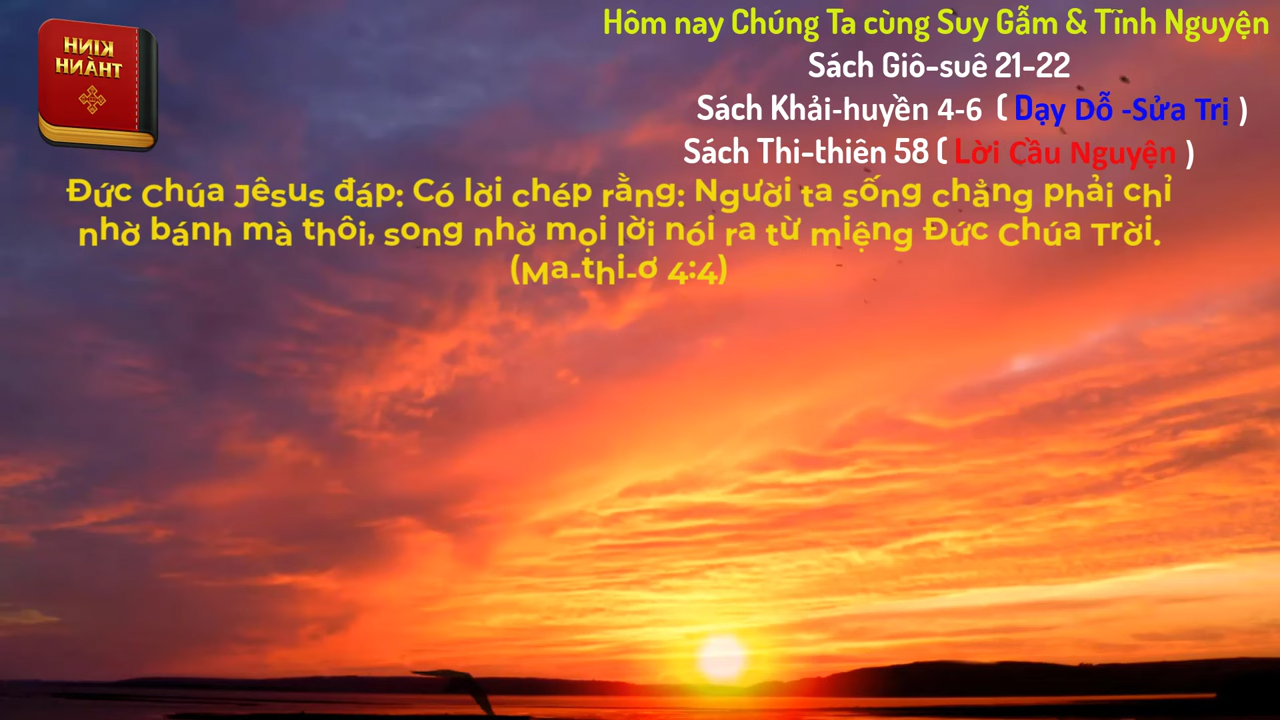 KINH
THÀNH
Hôm nay Chúng Ta cùng Suy Gẫm & Tĩnh Nguyện
Sách Giô-suê 21-22
Sách Khải-huyền 4-6 ( Dạy Dỗ -Sửa Trị )
Sách Thi-thiên 58 ( Lời Cầu Nguyện )
Đức Chúa Jêsus đáp: Có lời chép rằng: Người ta sống chẳng phải chỉ
nhờ bánh mà thôi, song nhờ mọi lời nói ra từ miệng Đức Chúa Trời.
(Ma-thi-ơ 4:4)